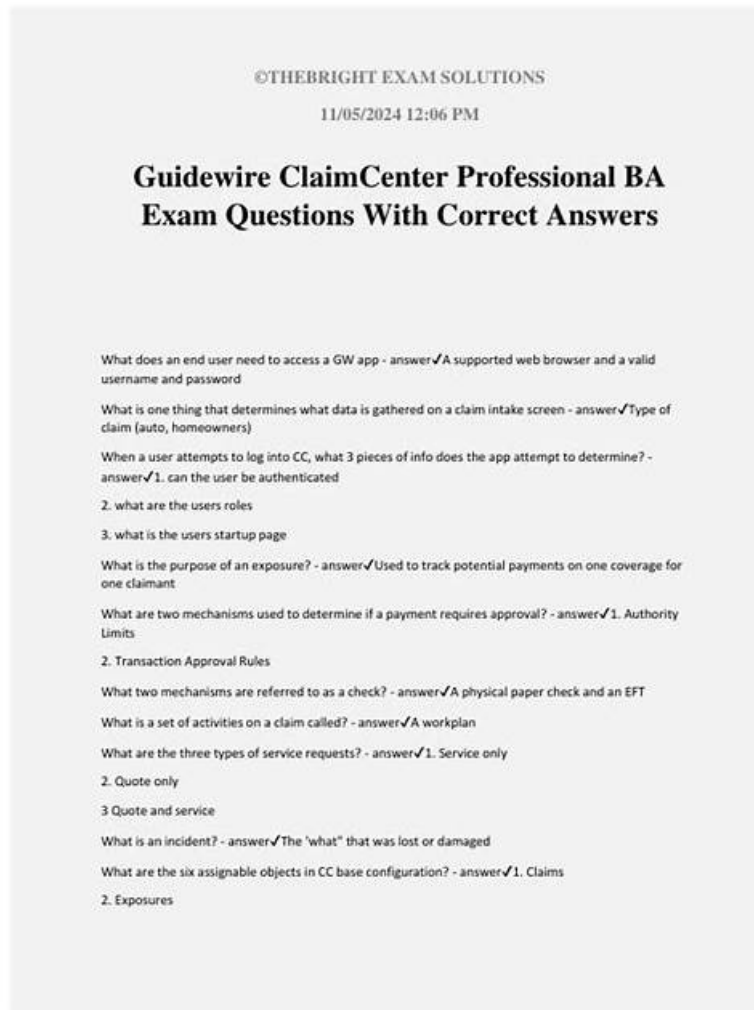 ©THEBRIGHT EXAM SOLUTIONS
11/05/2024 12:06 PM
Guidewire ClaimCenter Professional BA
Exam Questions With Correct Answers
What does an end user need to access a GW app - answer✔A supported web browser and a valid
username and password
What is one thing that determines what data is gathered on a claim intake screen - answer✔Type of
claim (auto, homeowners)
When a user attempts to log into CC, what 3 pieces of info does the app attempt to determine? -
answer✔1. can the user be authenticated
2. what are the users roles
3. what is the users startup page
What is the purpose of an exposure? - answer✔Used to track potential payments on one coverage for
one claimant
What are two mechanisms used to determine if a payment requires approval? - answer✔1. Authority
Limits
2. Transaction Approval Rules
What two mechanisms are referred to as a check? - answer✔A physical paper check and an EFT
What is a set of activities on a claim called? - answer✔A workplan
What are the three types of service requests? - answer✔1. Service only
2. Quote only
3 Quote and service
What is an incident? - answer✔The 'what" that was lost or damaged
What are the six assignable objects in CC base configuration? - answer✔1. Claims
2. Exposures